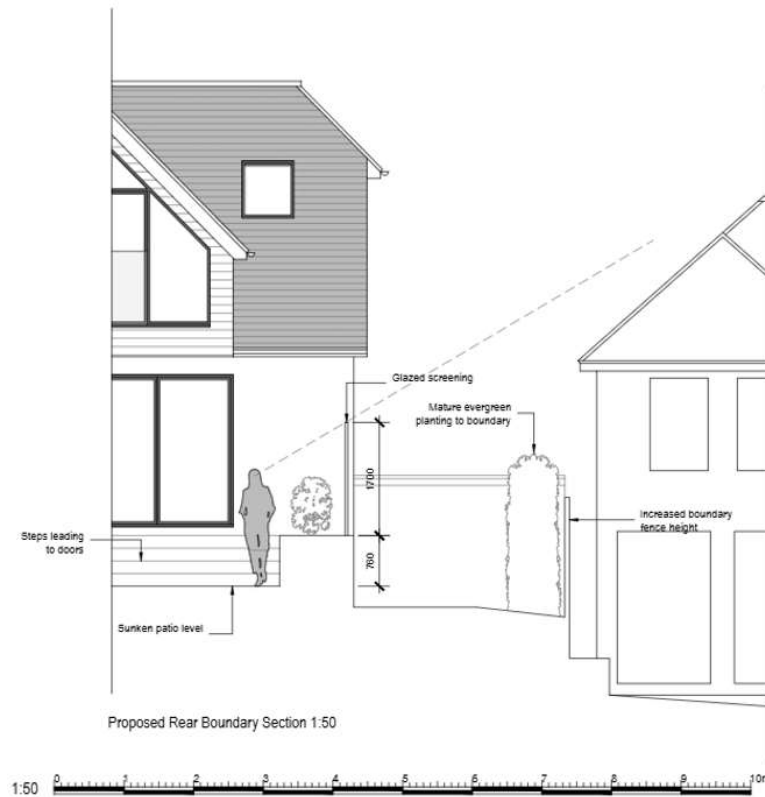 Glazed screening
Mature evergreen
planting to boundary
1700
Increased boundary
fence height
Steps leading
to doors
760
Sunken patio level
Proposed Rear Boundary Section 1:50
1:50
0 1 2 3 4 5 6 7 8 9 10m